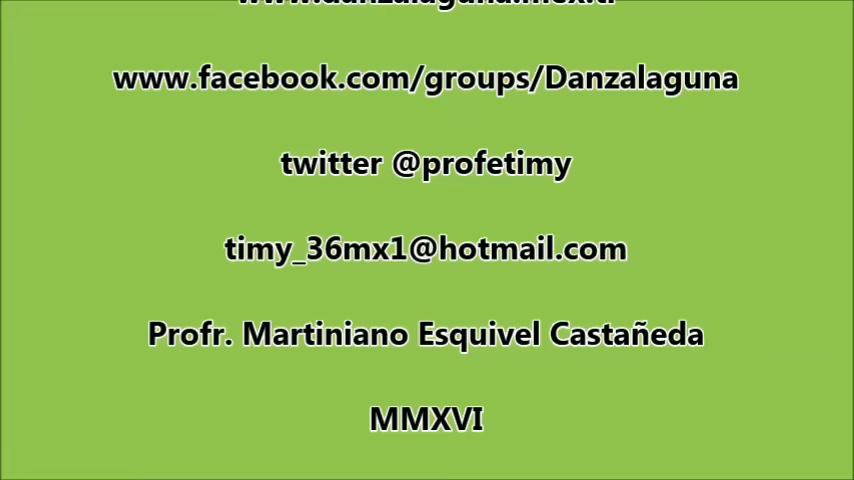 www.facebook.com/groups/Danzalaguna
twitter @profetimy
timy_36mx1@hotmail.com
Profr. Martiniano Esquivel Castañeda
MMXVI